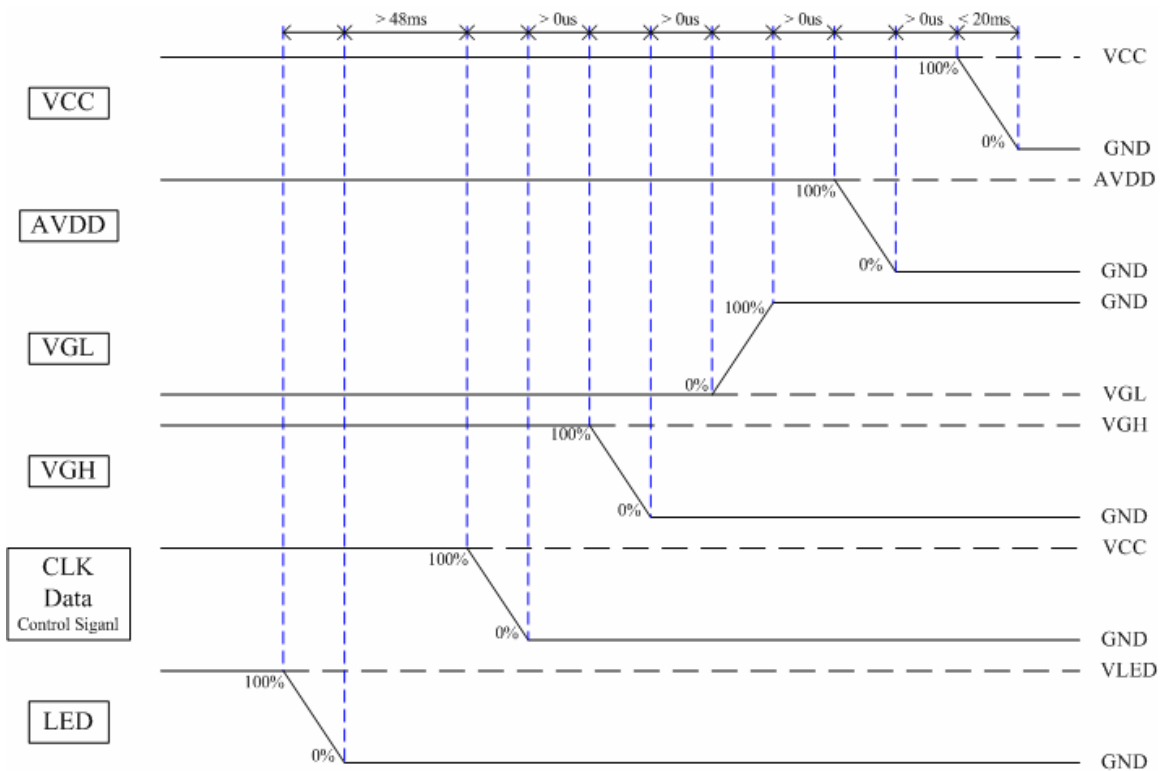 > 48ms > 0us > 0us > 0us > 0us < 20ms
VCC
100%
VCC
0%
GND
AVDD
100%
AVDD
0%
GND
GND
100%
VGL
0%
VGL
VGH
100%
VGH
0%
GND
VCC
100%
CLK
Data
Control Siganl
0%
GND
VLED
100%
LED
0%
GND